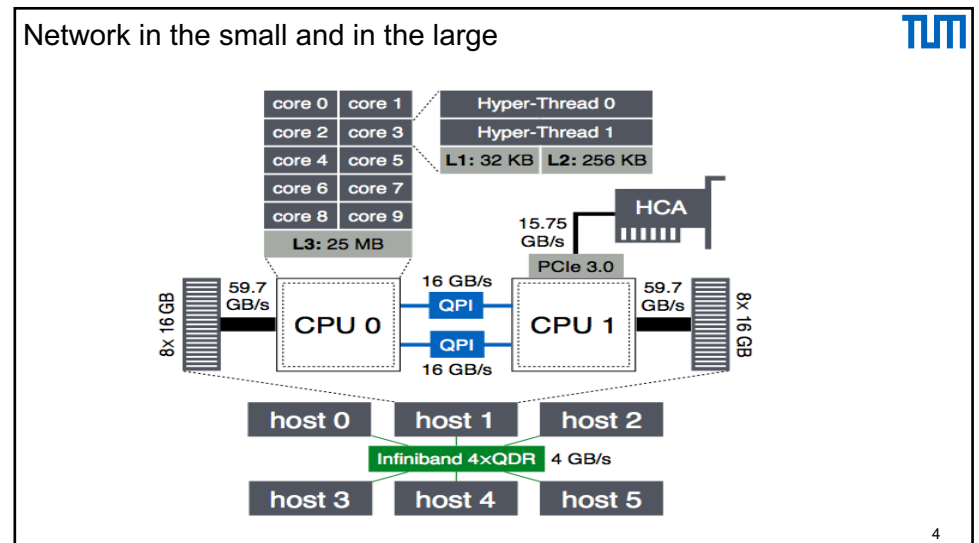 Network in the small and in the large
TUM
core 0 core 1
core 2 core 3
core 4 core 5
core 6 core 7
core 8 core 9
L3: 25 MB
Hyper-Thread 0
Hyper-Thread 1
L1: 32 KB L2: 256 KB
HCA
15.75
GB/s
PCIe 3.0
8x 16 GB
59.7
GB/s
CPU 0
16 GB/s
QPI
QPI
16 GB/s
CPU 1
59.7
GB/s
8x 16 GB
host 0 host 1 host 2
Infiniband 4×QDR 4 GB/s
host 3 host 4 host 5
4